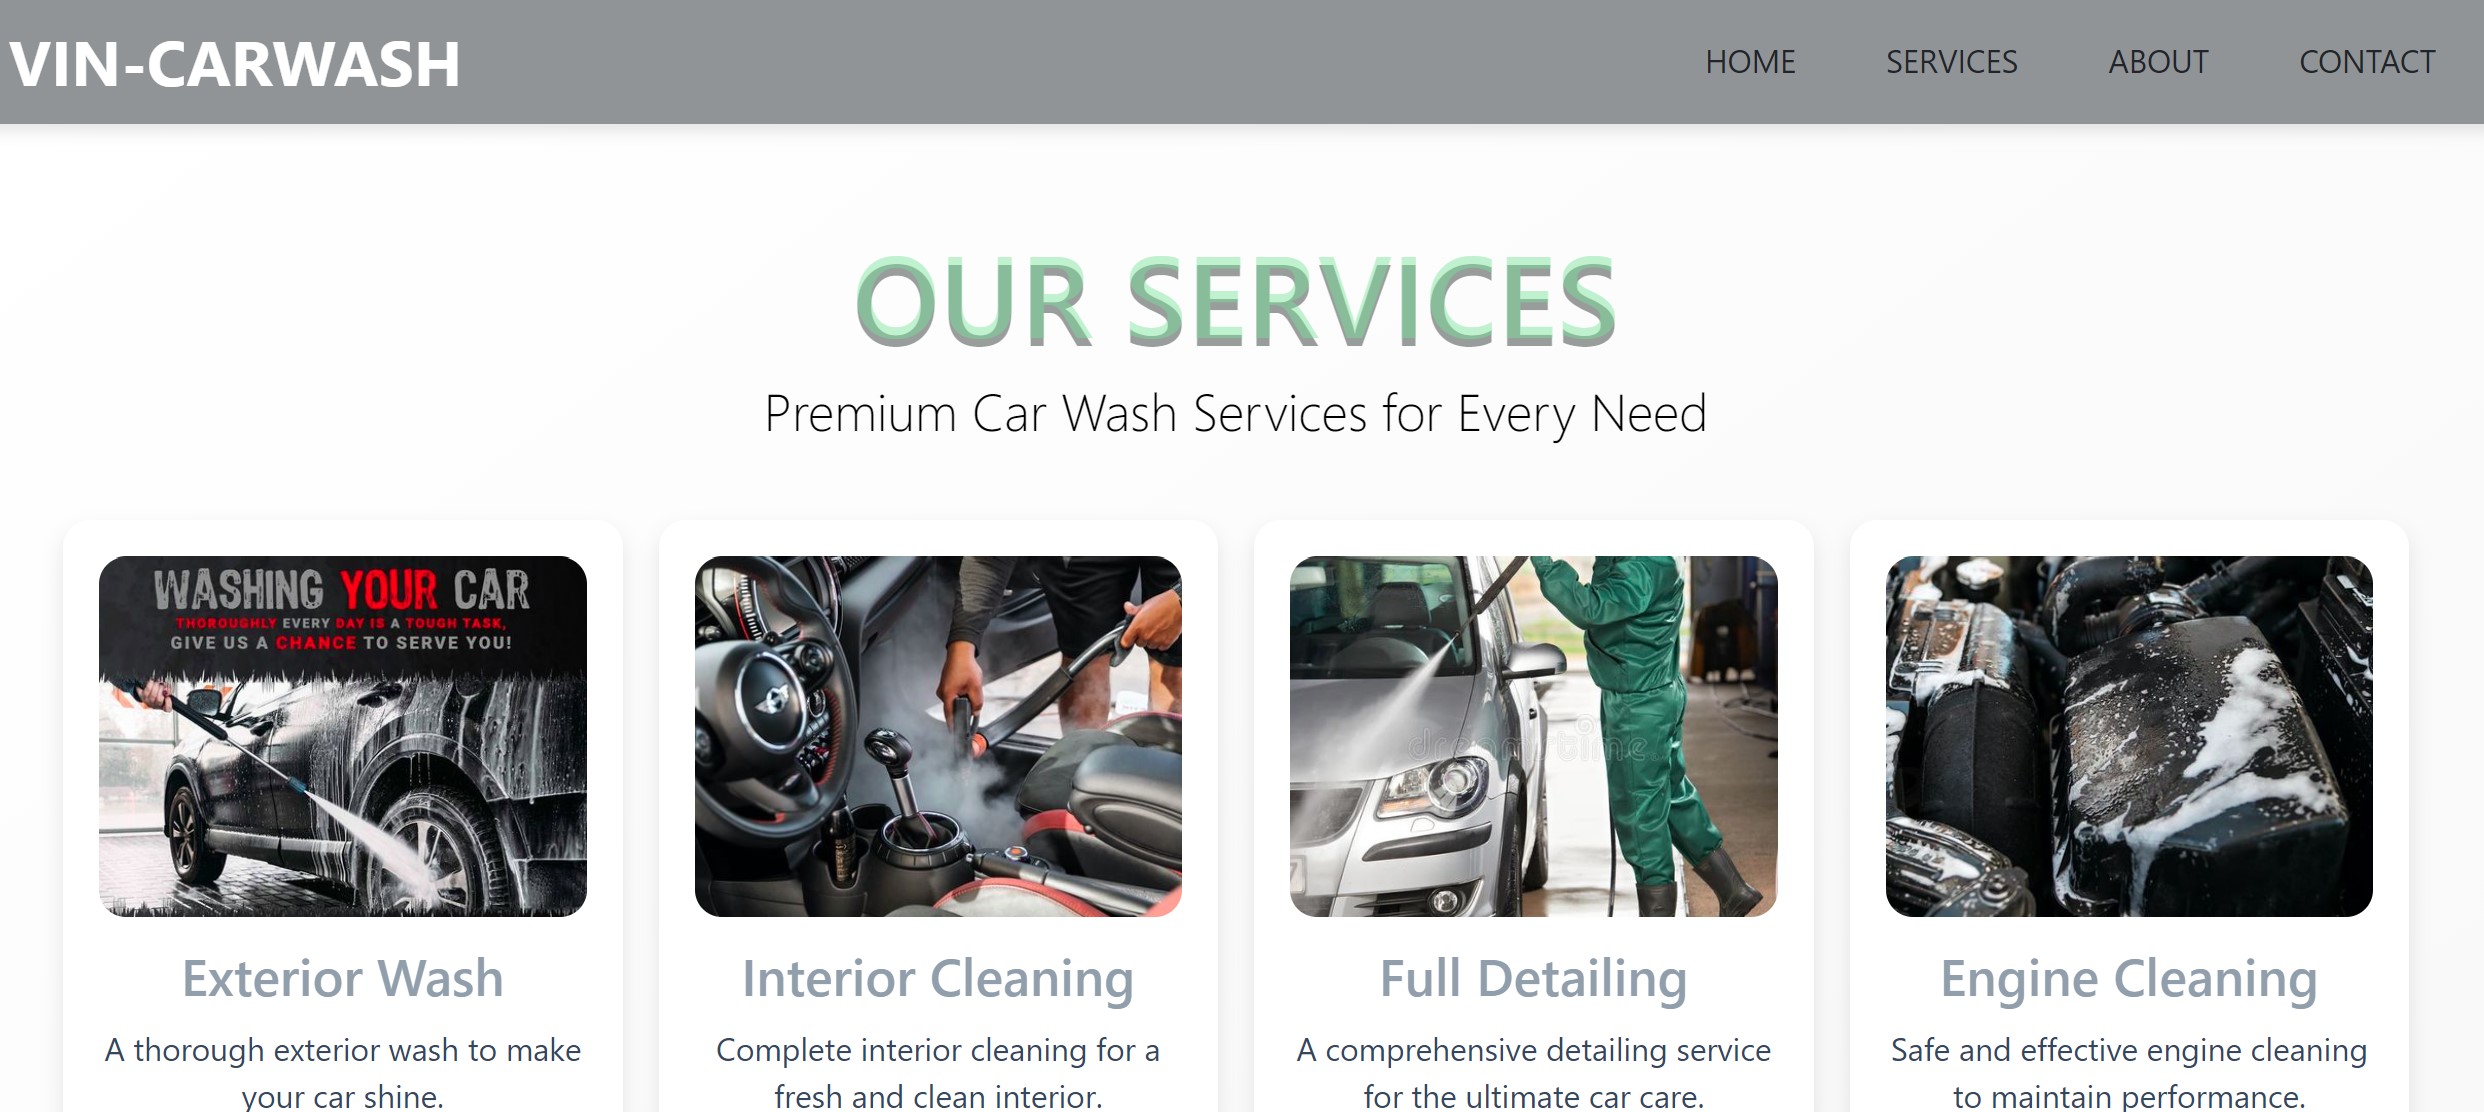 VIN-CARWASH
HOME SERVICES ABOUT CONTACT
OUR SERVICES
Premium Car Wash Services for Every Need
WASHING YOUR CAR
THOROUGHLY EVERY DAY IS A TOUGH TASK,
GIVE US A CHANCE TO SERVE YOU!
dreamstime
Exterior Wash
A thorough exterior wash to make
your car shine.
Interior Cleaning
Complete interior cleaning for a
fresh and clean interior.
Full Detailing
A comprehensive detailing service
for the ultimate car care.
Engine Cleaning
Safe and effective engine cleaning
to maintain performance.